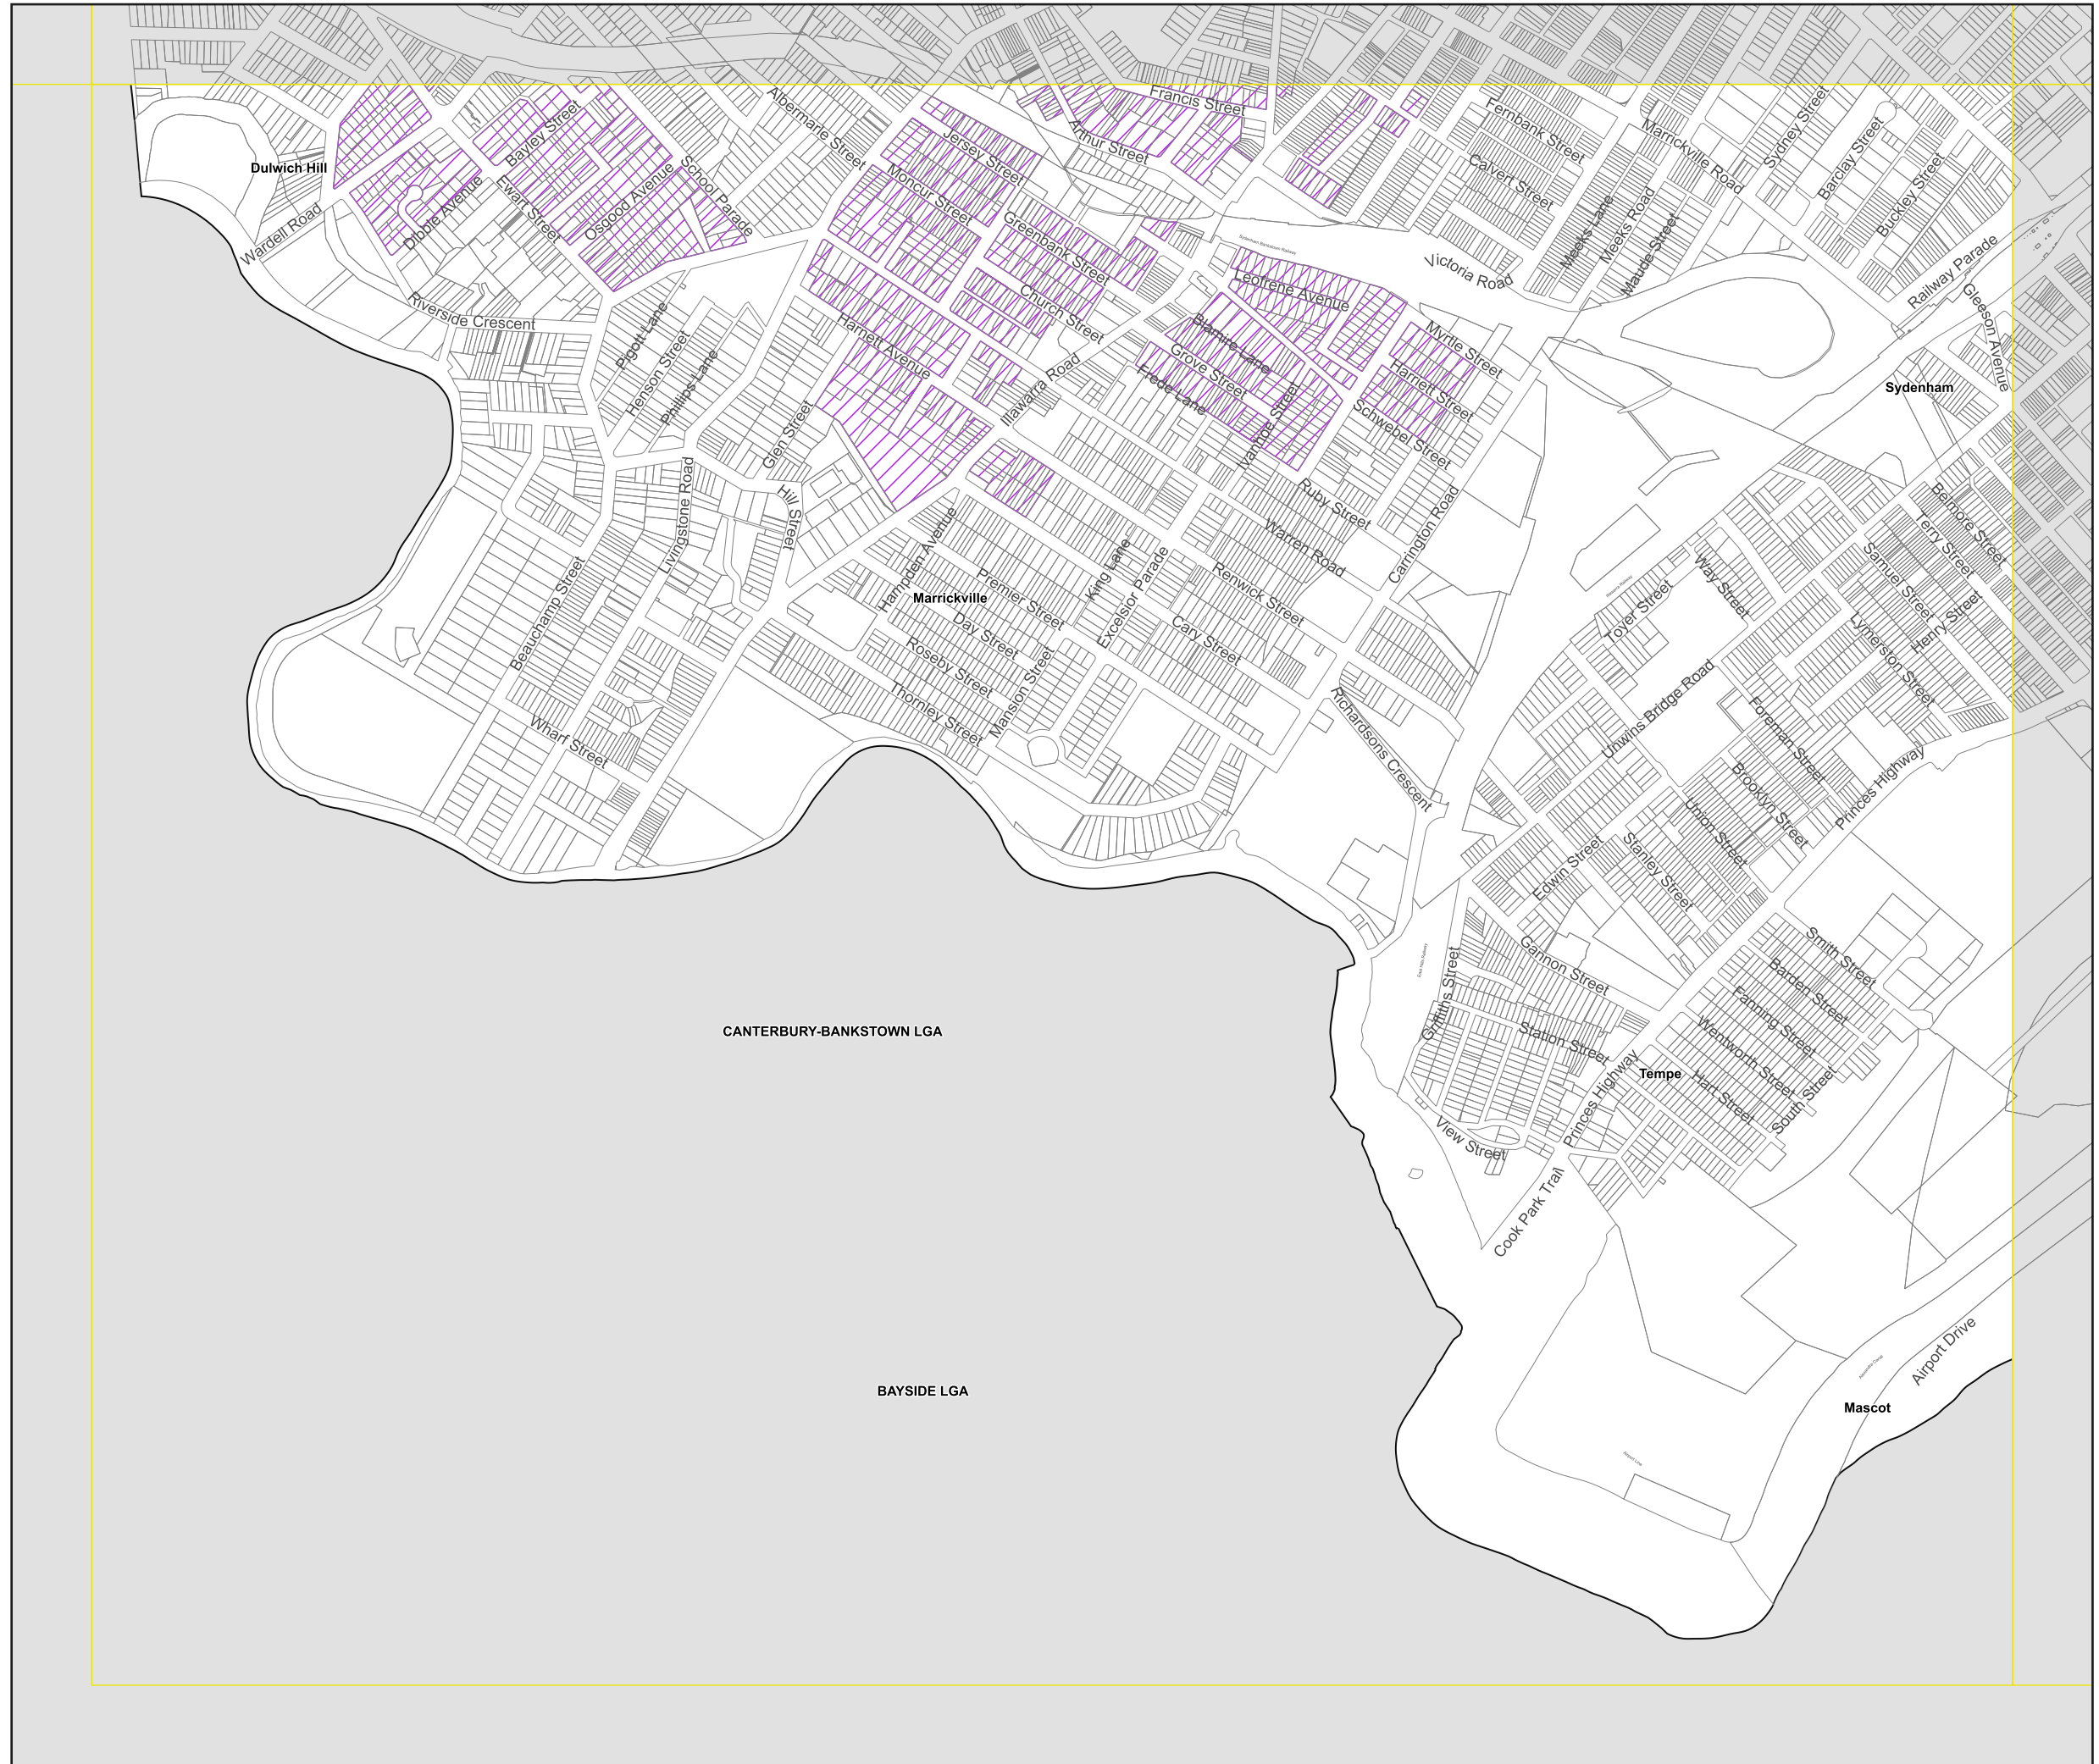 Albermarle Street
Francis Street
Arthur Street
Fernbank Street
Marrickville Road
Sydney Street
Barclay Street
Buckley Street
Calvert Street
Bayley Street
Dulwich Hill
School Parade
Jersey Street
Moncur Street
Osgood Avenue
Ewart Street
Dibble Avenue
Wardell Road
Greenbank Street
Meeks Lane
Meeks Road
Maude Street
Sydenham Bankstown Railway
Victoria Road
Railway Parade
Gleeson Avenue
Leofrene Avenue
Church Street
Riverside Crescent
Pigott Lane
Henson Street
Phillips Lane
Harnett Avenue
Blamire Lane
Grove Street
Frede Lane
Myrtle Street
Harriett Street
Schwebel Street
Sydenham
Illawarra Road
Ivanhoe Street
Glen Street
Hill Street
Livingstone Road
Ruby Street
Warren Road
Carrington Road
Belmore Street
Terry Street
Samuel Street
Henry Street
Lymerston Street
Way Street
Toyer Street
Hampden Avenue
Marrickville
Premier Street
King Lane
Excelsior Parade
Renwick Street
Cary Street
Day Street
Roseby Street
Mansion Street
Thornley Street
Beauchamp Street
Wharf Street
Richardsons Crescent
Unwins Bridge Road
Foreman Street
Brooklyn Street
Princes Highway
Union Street
Stanley Street
Edwin Street
Gannon Street
Griffiths Street
Smith Street
Barden Street
Fanning Street
Wentworth Street
Station Street
Tempe
Hart Street
South Street
Princes Highway
View Street
Cook Park Trail
CANTERBURY-BANKSTOWN LGA
BAYSIDE LGA
Airport Drive
Mascot
Airport Line